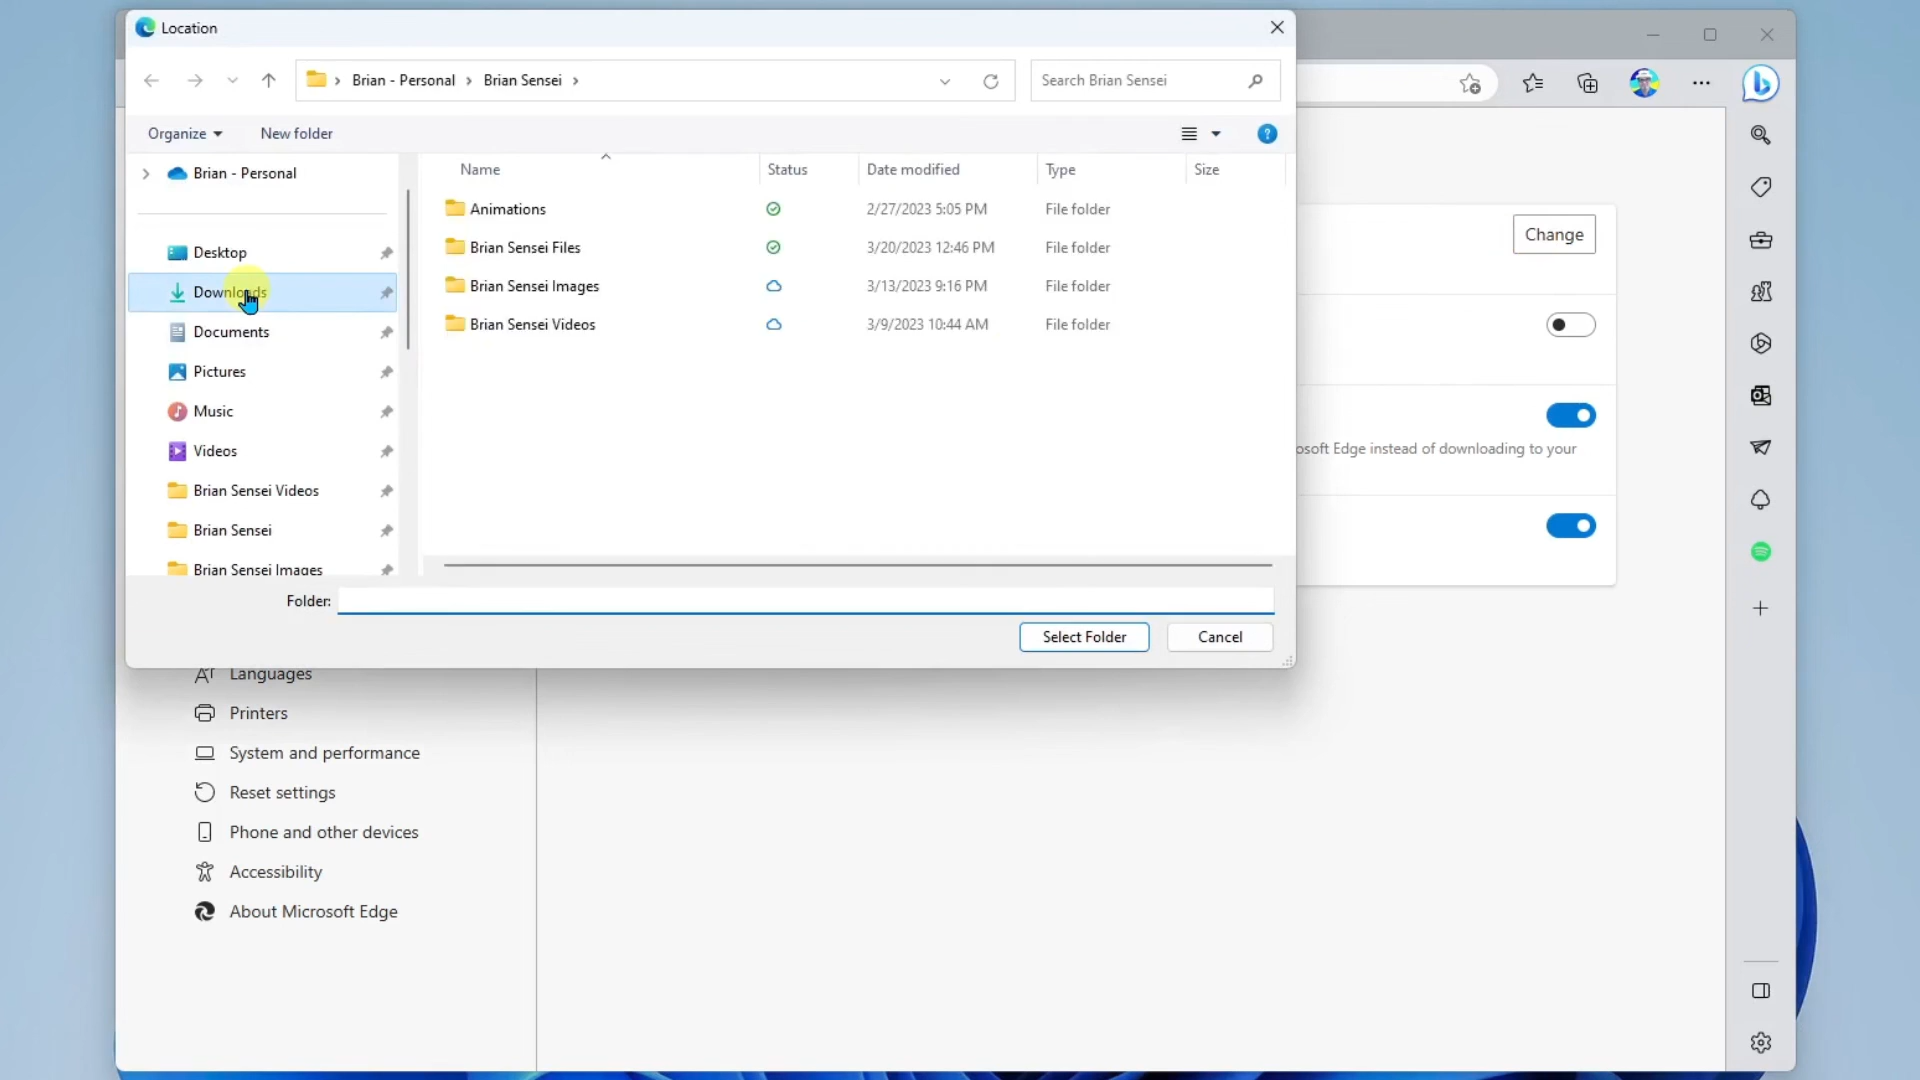 Location
Brian - Personal
Brian Sensei
Search Brian Sensei
Organize
New folder
Brian - Personal
Desktop
Downloads
Documents
Pictures
Music
Videos
Brian Sensei Videos
Brian Sensei
Brian Sensei Images
Name Status Date modified Type Size
Animations 2/27/2023 5:05 PM File folder
Brian Sensei Files 3/20/2023 12:46 PM File folder
Brian Sensei Images 3/13/2023 9:16 PM File folder
Brian Sensei Videos 3/9/2023 10:44 AM File folder
Folder:
Select Folder
Cancel
Change
osoft Edge instead of downloading to your
Languages
Printers
System and performance
Reset settings
Phone and other devices
Accessibility
About Microsoft Edge